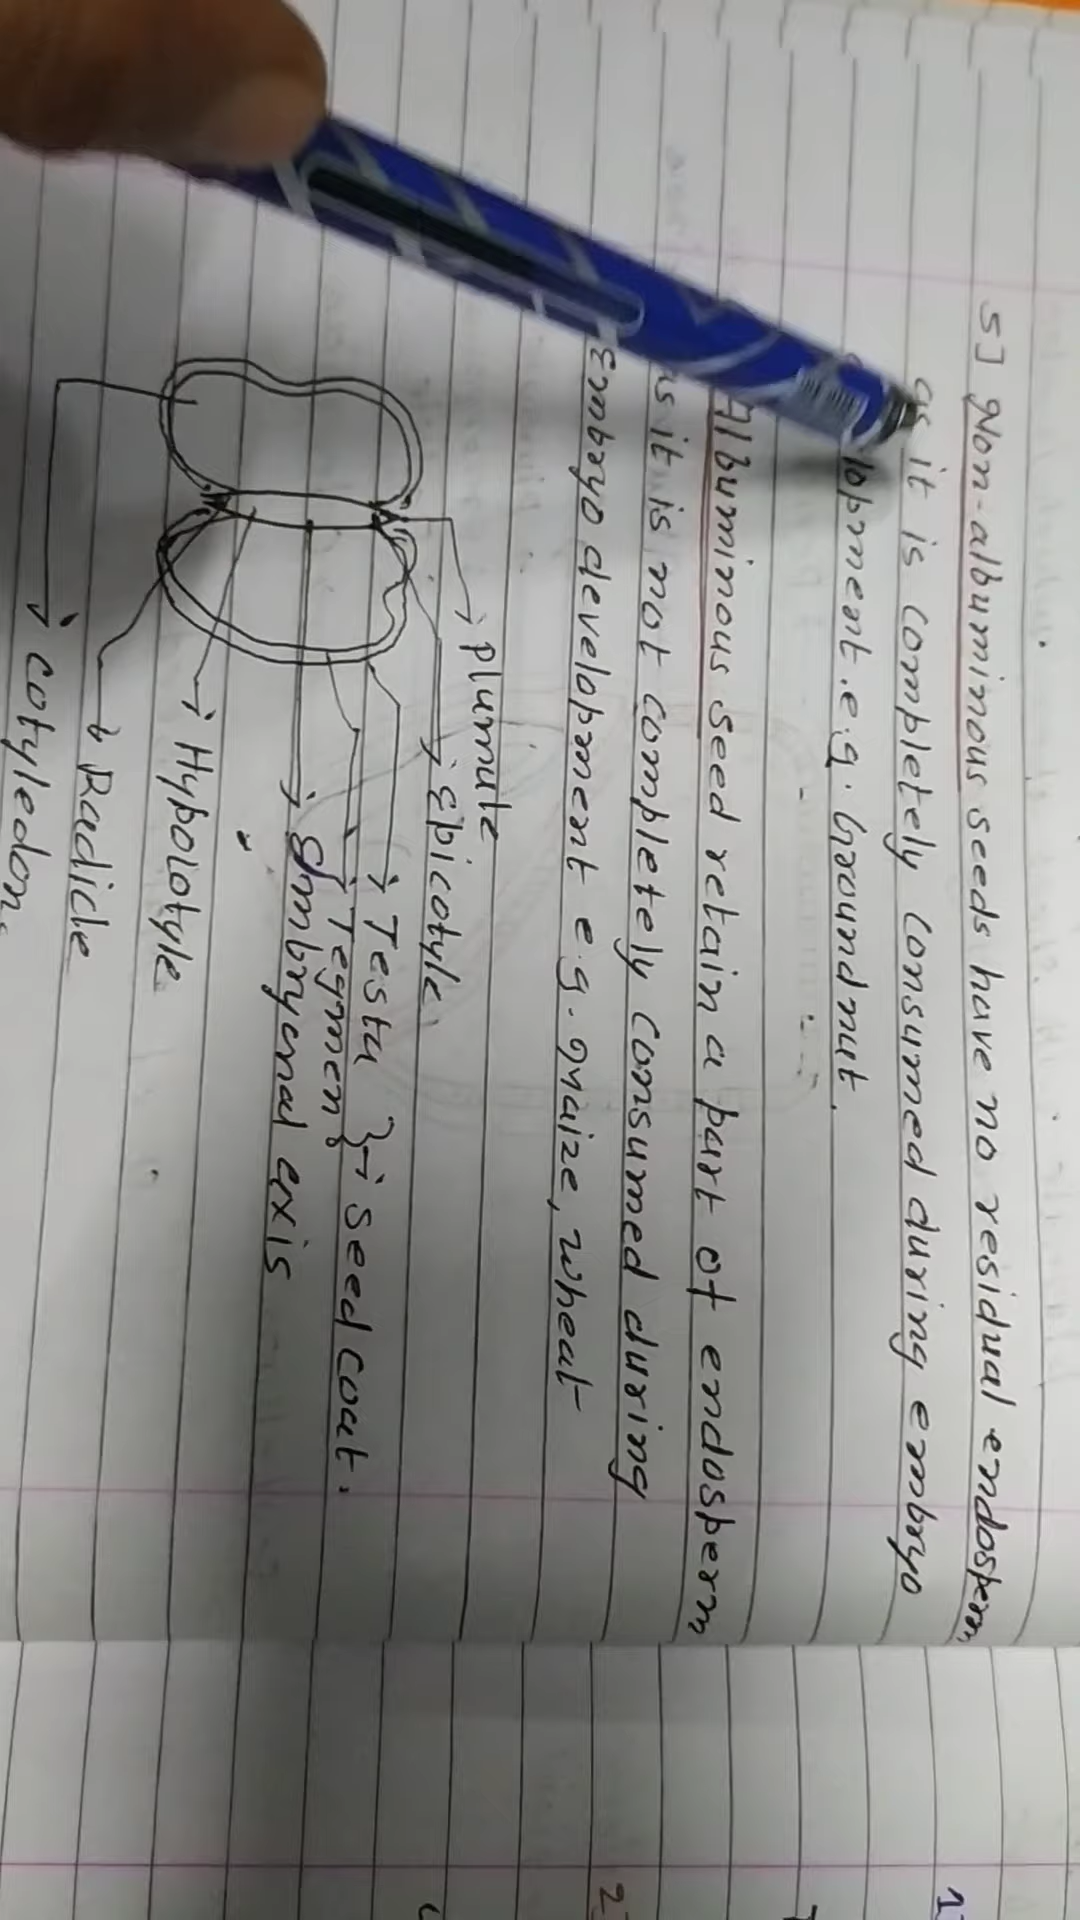 5] Non-albuminous seeds have no residual endosperm
as it is completely consumed during embryo
lopment. e.g. Groundnut.
Albuminous seed retain a part of endosperm
as it is not completely consumed during
Embryo development e.g. Maize, wheat
plumule
Epicotyle.
Testa
Tegmen } → seed coat.
Embryonal axis
Hypolotyle
Radicle
cotyledon